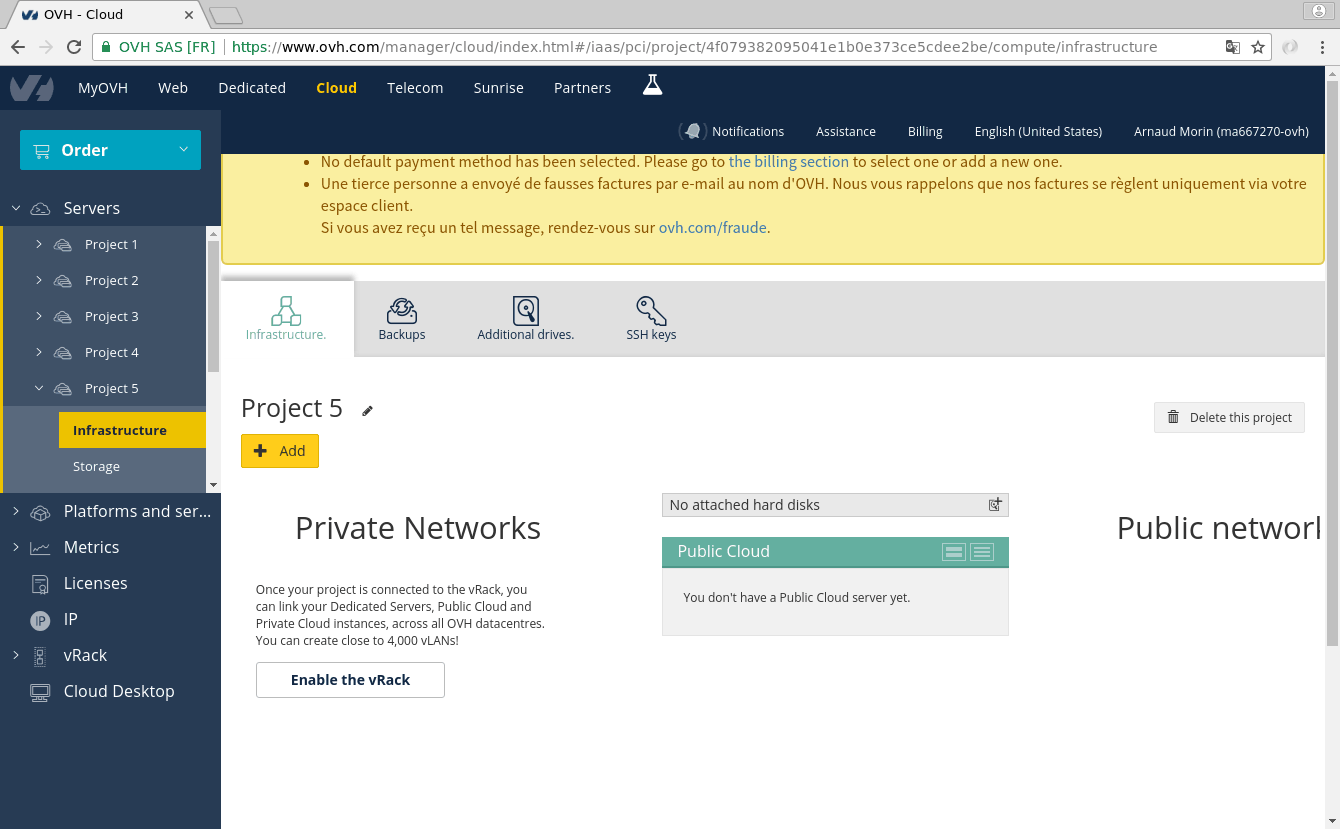 OVH - Cloud
OVH SAS [FR]
https://www.ovh.com/manager/cloud/index.html#/iaas/pci/project/4f079382095041e1b0e373ce5cdee2be/compute/infrastructure
MyOVH Web Dedicated Cloud Telecom Sunrise Partners
Notifications Assistance Billing English (United States) Arnaud Morin (ma667270-ovh)
Order
Servers
Project 1
Project 2
Project 3
Project 4
Project 5
Infrastructure
Storage
Platforms and ser...
Metrics
Licenses
IP IP
vRack
Cloud Desktop
• No default payment method has been selected. Please go to the billing section to select one or add a new one.
• Une tierce personne a envoyé de fausses factures par e-mail au nom d'OVH. Nous vous rappelons que nos factures se règlent uniquement via votre
espace client.
Si vous avez reçu un tel message, rendez-vous sur ovh.com/fraude.
Infrastructure. Backups Additional drives. SSH keys
Project 5
Delete this project
Add
Private Networks
Once your project is connected to the vRack, you
can link your Dedicated Servers, Public Cloud and
Private Cloud instances, across all OVH datacentres.
You can create close to 4,000 vLANs!
Enable the vRack
No attached hard disks
Public Cloud
You don't have a Public Cloud server yet.
Public network